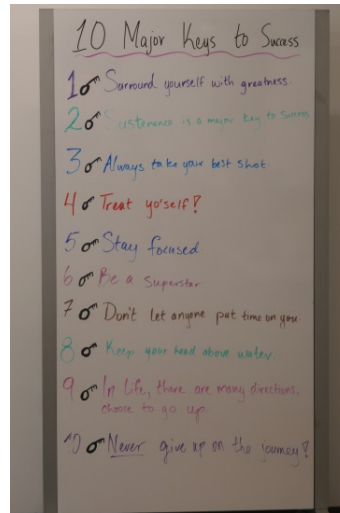 10 Major Keys to Success
1 Surround yourself with greatness.
2 Sustenance is a major key to success
3 Always take your best shot
4 Treat yo'self!
5 Stay focused
6 Be a superstar
7 Don't let anyone put time on you
8 Keep your head above water
9 In life, there are many directions,
choose to go up.
10 Never give up on the journey!